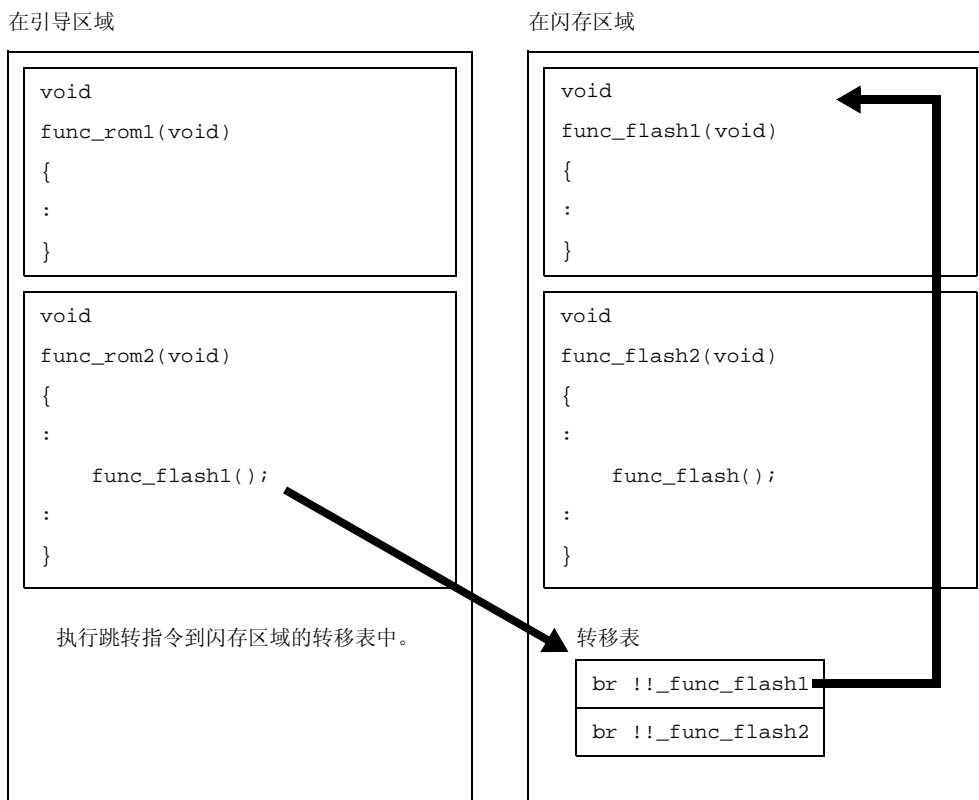 在引导区域
void
func_rom1(void)
{
:
}
void
func_rom2(void)
{
:
func_flash1();
:
}
执行跳转指令到闪存区域的转移表中。
在闪存区域
void
func_flash1(void)
{
:
}
void
func_flash2(void)
{
:
func_flash();
:
}
转移表
br !!_func_flash1
br !!_func_flash2